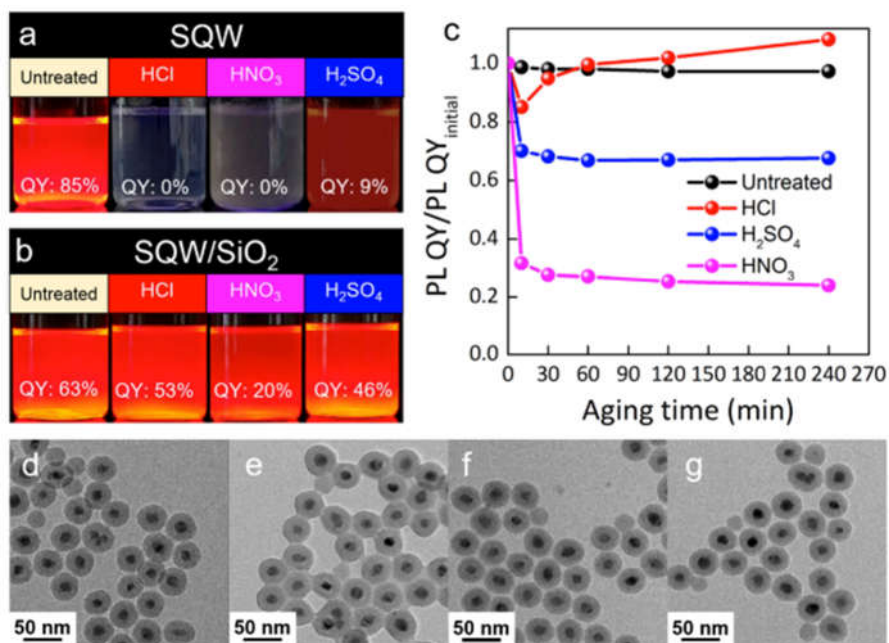 a
SQW
Untreated HCl HNO₃ H₂SO₄
QY: 85% QY: 0% QY: 0% QY: 9%
b
SQW/SiO₂
Untreated HCl HNO₃ H₂SO₄
QY: 63% QY: 53% QY: 20% QY: 46%
c
PL QY/PL QY_initial
1.0
0.8
0.6
0.4
0.2
0.0
Untreated
HCl
H₂SO₄
HNO₃
0 30 60 90 120 150 180 210 240 270
Aging time (min)
d e f g
50 nm 50 nm 50 nm 50 nm